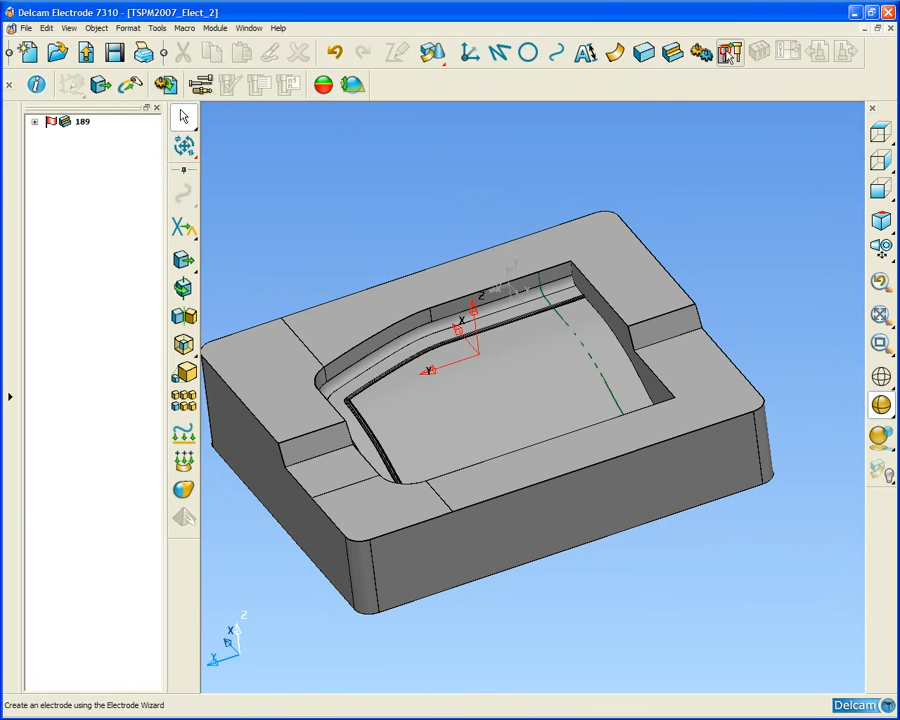 Delcam Electrode 7310 - [TSPM2007_Elect_2]
File Edit View Object Format Tools Macro Module Window Help
189
Z
X
Y
Z
X
Y
Create an electrode using the Electrode Wizard
Delcam